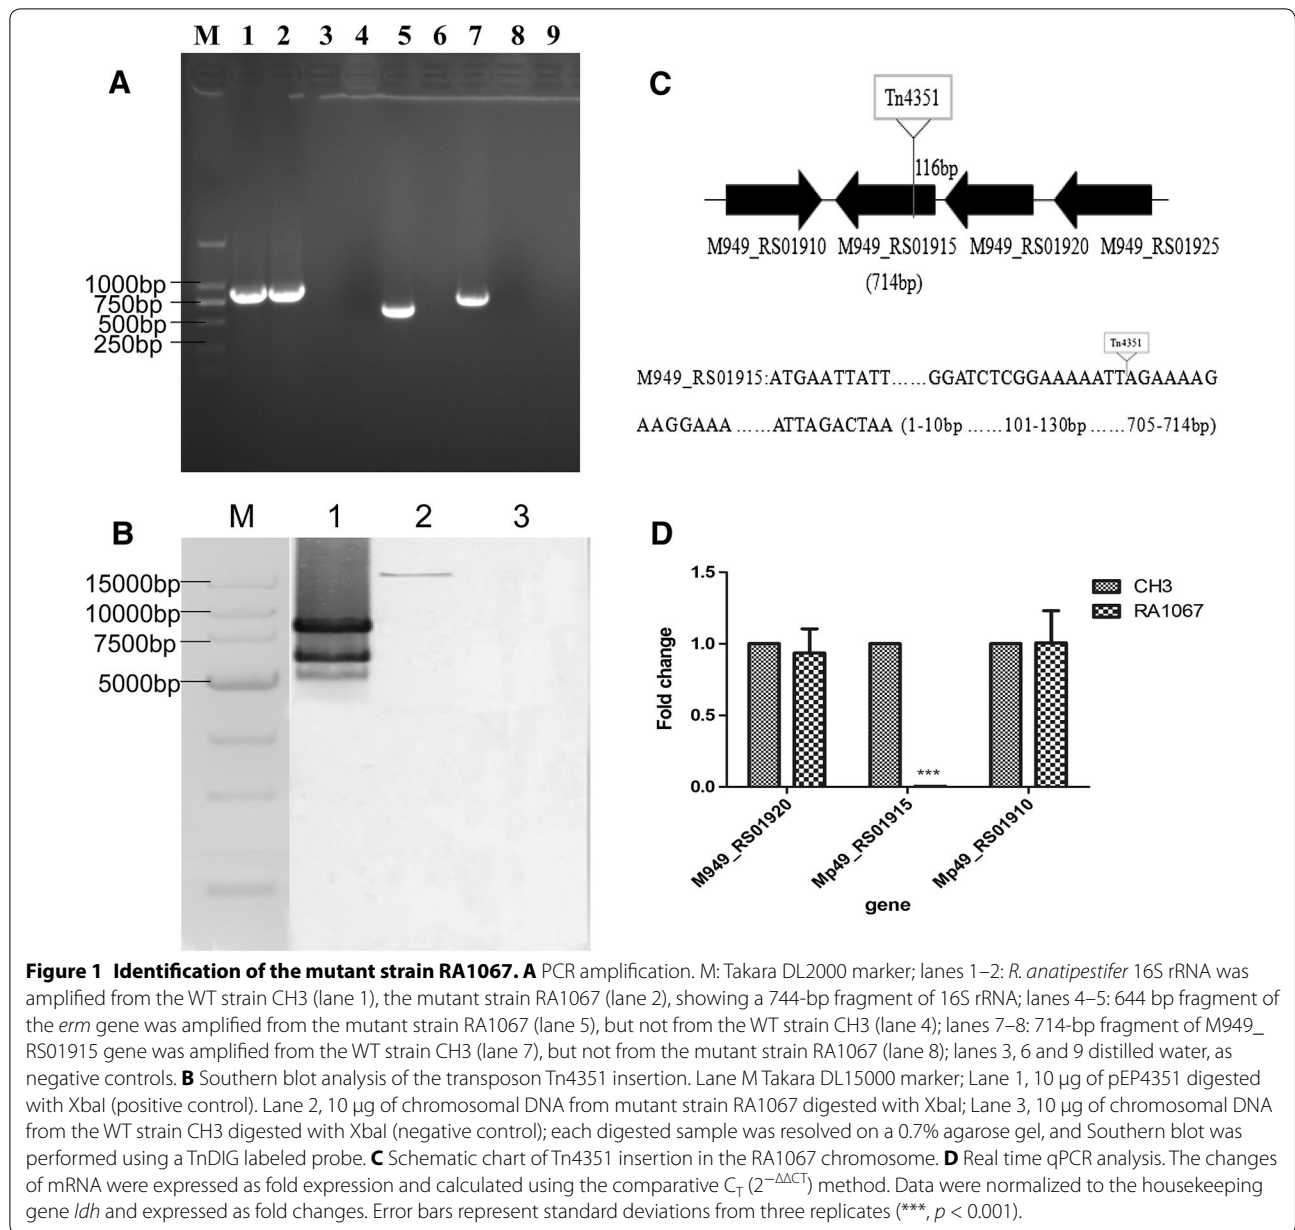 A
M 1 2 3 4 5 6 7 8 9
1000bp
750bp
500bp
250bp
B
M 1 2 3
15000bp
10000bp
7500bp
5000bp
C
Tn4351
116bp
M949_RS01910 M949_RS01915 M949_RS01920 M949_RS01925
(714bp)
Tn4351
M949_RS01915:ATGAATTATT......GGATCTCGGAAAAATTAGAAAAG
AAGGAAA ......ATTAGACTAA (1-10bp ......101-130bp ......705-714bp)
D
1.5
1.0
0.5
0.0
Fold change
CH3
RA1067
***
M949_RS01920
Mp49_RS01915
Mp49_RS01910
gene
Figure 1 Identification of the mutant strain RA1067. A PCR amplification. M: Takara DL2000 marker; lanes 1–2: R. anatipestifer 16S rRNA was
amplified from the WT strain CH3 (lane 1), the mutant strain RA1067 (lane 2), showing a 744-bp fragment of 16S rRNA; lanes 4–5: 644 bp fragment of
the erm gene was amplified from the mutant strain RA1067 (lane 5), but not from the WT strain CH3 (lane 4); lanes 7–8: 714-bp fragment of M949_
RS01915 gene was amplified from the WT strain CH3 (lane 7), but not from the mutant strain RA1067 (lane 8); lanes 3, 6 and 9 distilled water, as
negative controls. B Southern blot analysis of the transposon Tn4351 insertion. Lane M Takara DL15000 marker; Lane 1, 10 μg of pEP4351 digested
with XbaI (positive control). Lane 2, 10 μg of chromosomal DNA from mutant strain RA1067 digested with XbaI; Lane 3, 10 μg of chromosomal DNA
from the WT strain CH3 digested with XbaI (negative control); each digested sample was resolved on a 0.7% agarose gel, and Southern blot was
performed using a TnDIG labeled probe. C Schematic chart of Tn4351 insertion in the RA1067 chromosome. D Real time qPCR analysis. The changes
of mRNA were expressed as fold expression and calculated using the comparative CT (2−ΔΔCT) method. Data were normalized to the housekeeping
gene ldh and expressed as fold changes. Error bars represent standard deviations from three replicates (***, p < 0.001).